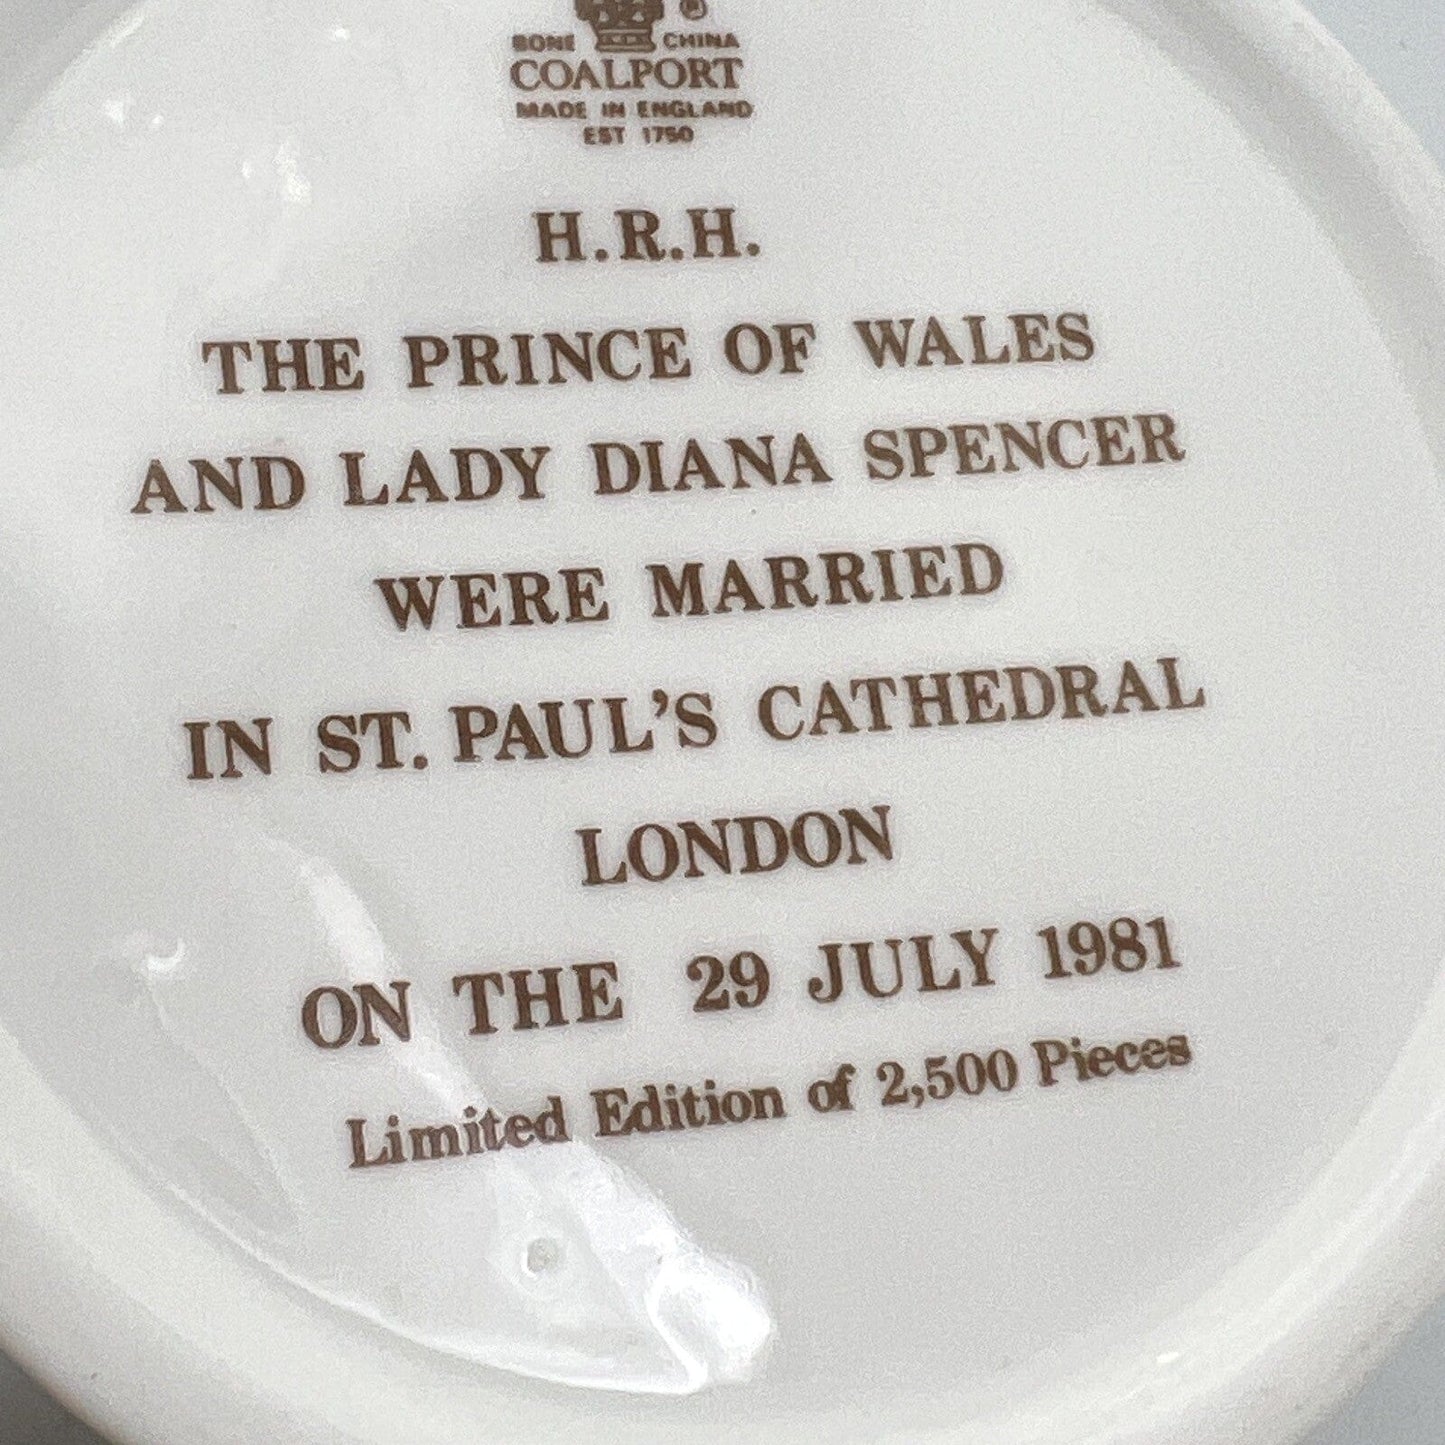 ®
BONE CHINA
COALPORT
MADE IN ENGLAND
EST 1750
H.R.H.
THE PRINCE OF WALES
AND LADY DIANA SPENCER
WERE MARRIED
IN ST. PAUL'S CATHEDRAL
LONDON
ON THE 29 JULY 1981
Limited Edition of 2,500 Pieces